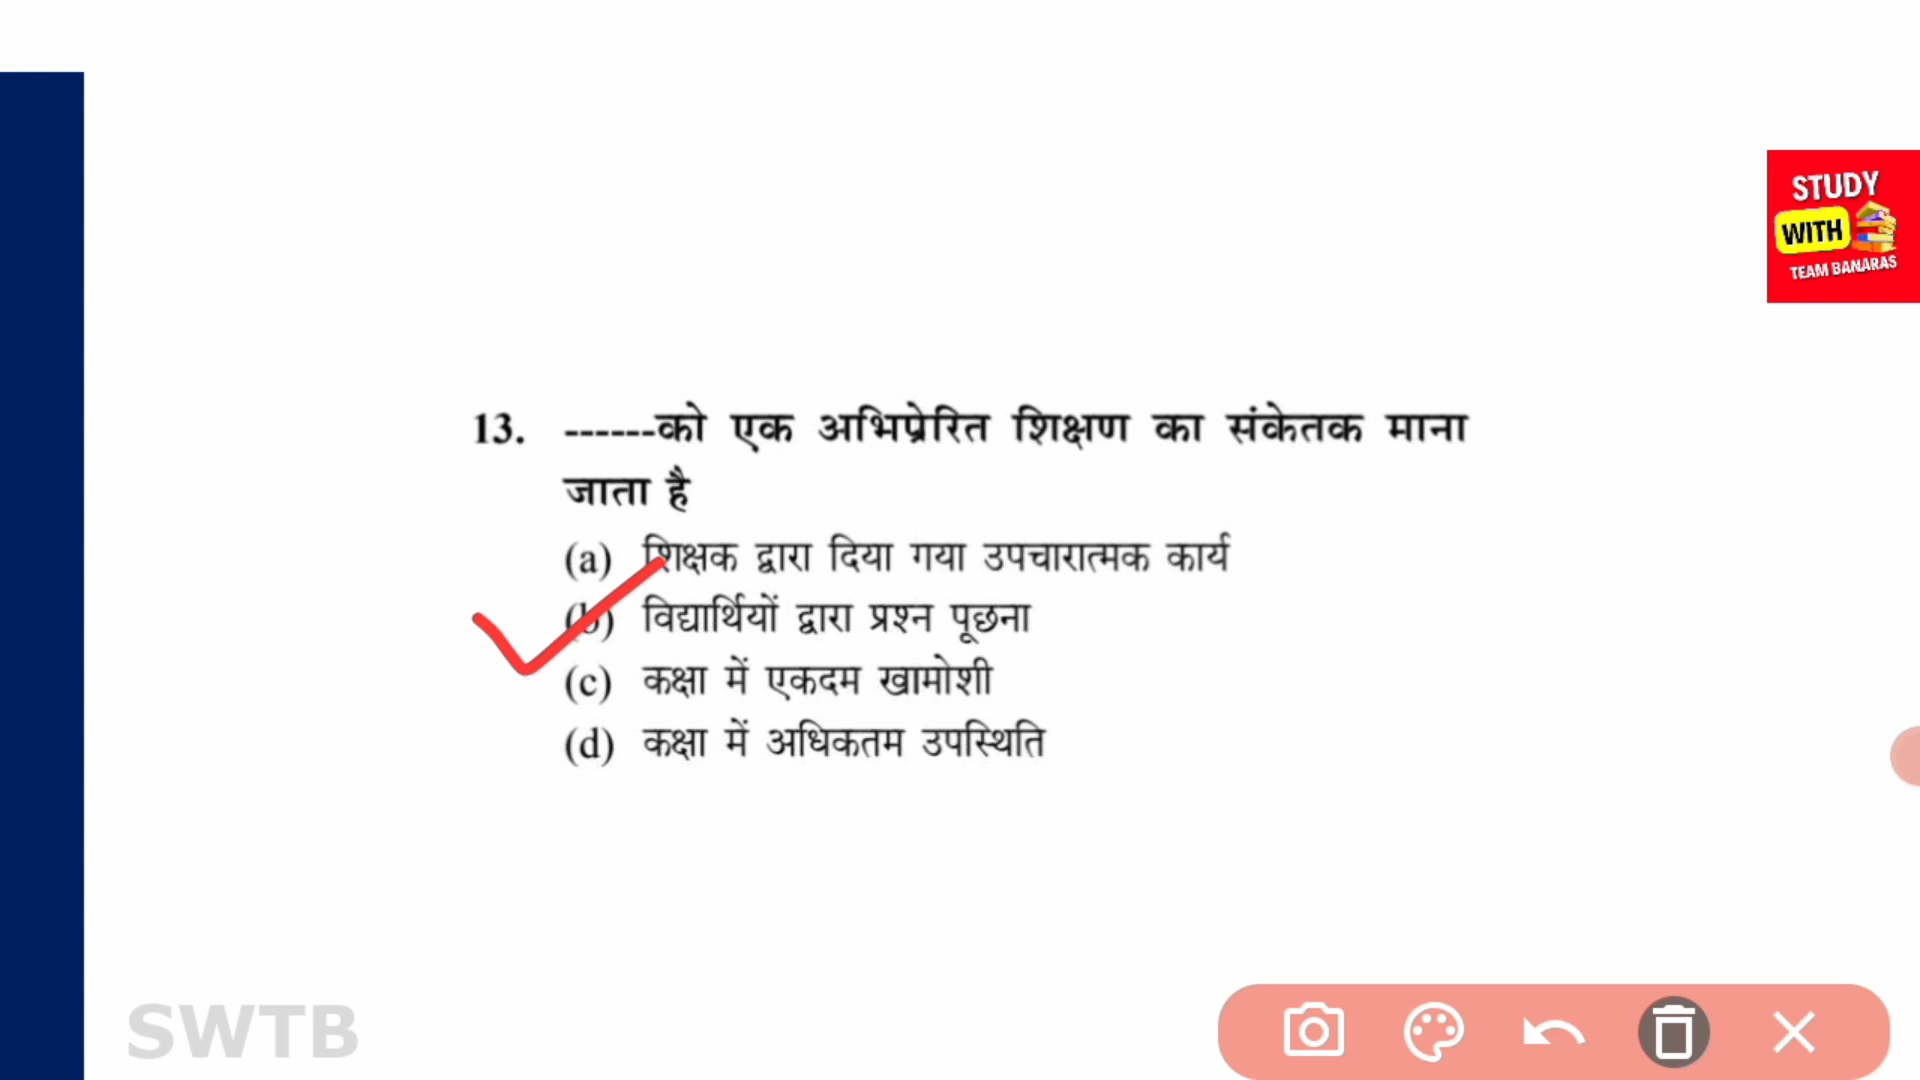 STUDY
WITH
TEAM BANARAS
13. ------को एक अभिप्रेरित शिक्षण का संकेतक माना
जाता है
(a) शिक्षक द्वारा दिया गया उपचारात्मक कार्य
(b) विद्यार्थियों द्वारा प्रश्न पूछना
(c) कक्षा में एकदम खामोशी
(d) कक्षा में अधिकतम उपस्थिति
SWTB